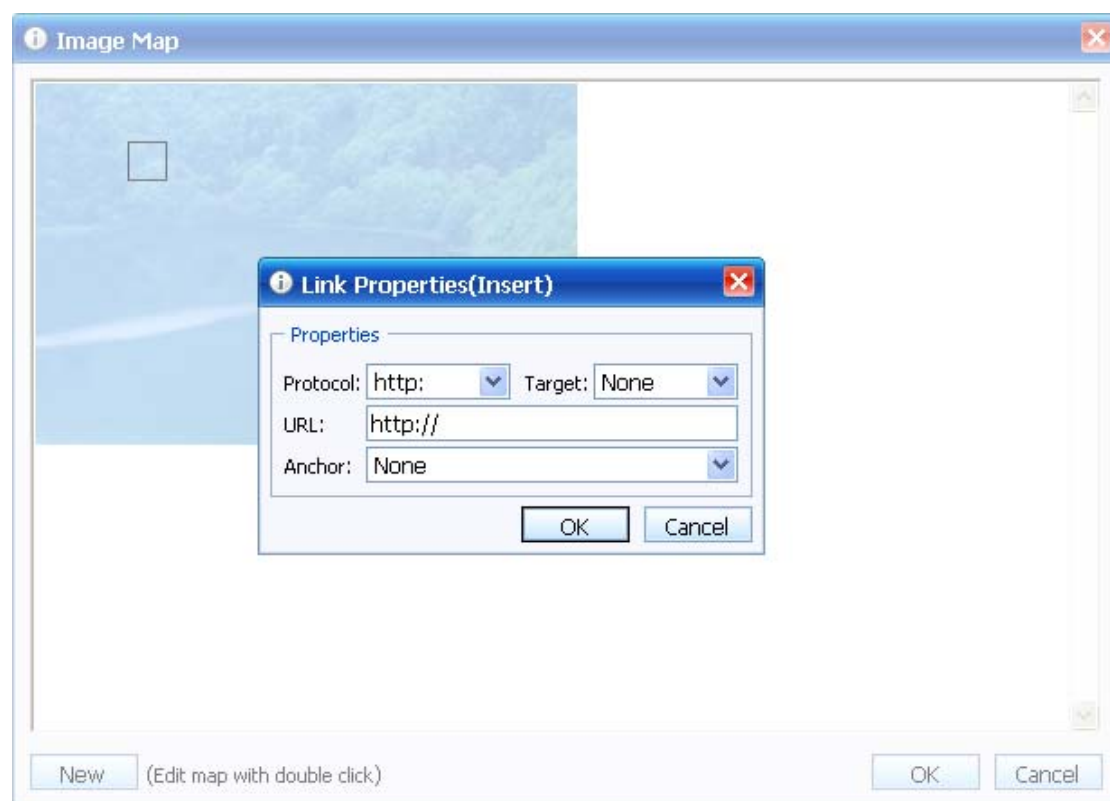 Image Map
Link Properties(Insert)
Properties
Protocol: http: Target: None
URL: http://
Anchor: None
OK Cancel
New (Edit map with double click) OK Cancel